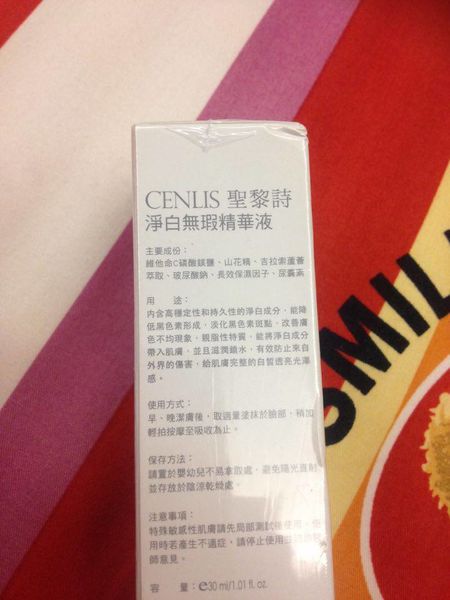 CENLIS 聖黎詩
淨白無瑕精華液
主要成份：
維他命C磷酸鎂鹽、山花精、吉拉索蘆薈
萃取、玻尿酸鈉、長效保濕因子、尿囊素
用 途：
內含高穩定性和持久性的淨白成分，能降
低黑色素形成，淡化黑色素斑點，改善膚
色不均現象，親脂性特質，能將淨白成分
帶入肌膚，並且滋潤鎖水，有效防止來自
外界的傷害，給肌膚完整的白皙透亮光澤
感。
使用方式：
早、晚潔膚後，取適量塗抹於臉部，稍加
輕拍按摩至吸收為止。
保存方法：
請置於嬰幼兒不易拿取處，避免陽光直射
並存放於陰涼乾燥處。
注意事項：
特殊敏感性肌膚請先局部測試後使用，使
用時若產生不適症，請停止使用
師意見。
容 量：e30 ml/1.01 fl. oz.
SMIL